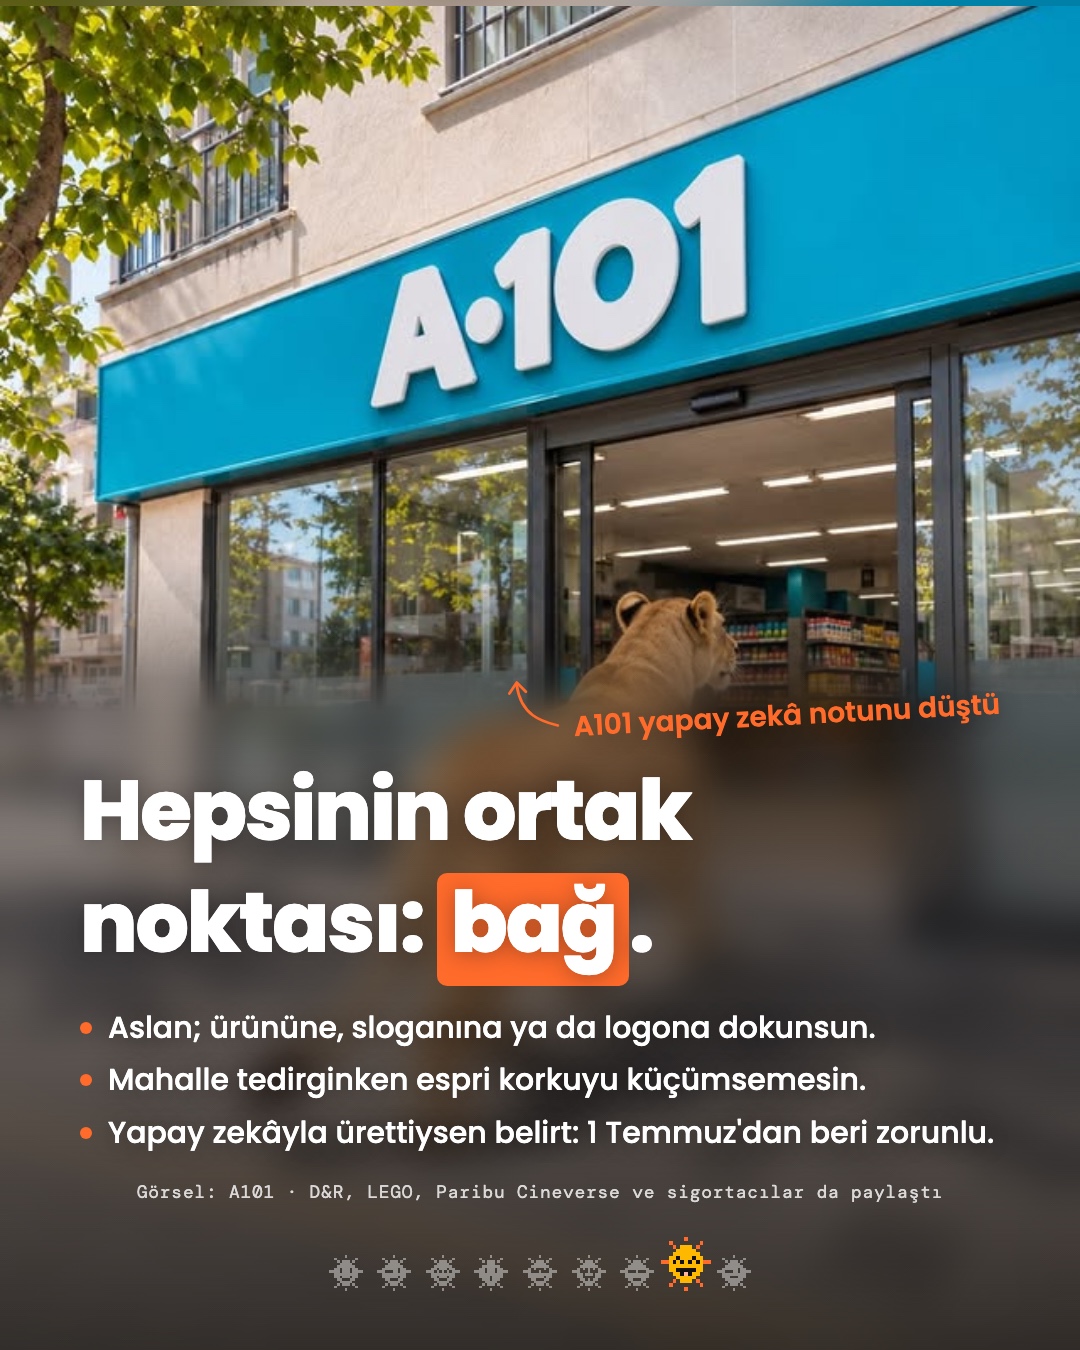 A•101
A101 yapay zekâ notunu düştü
Hepsinin ortak
noktası: bağ.
Aslan; ürününe, sloganına ya da logona dokunsun.
Mahalle tedirginken espri korkuyu küçümsemesin.
Yapay zekâyla ürettiysen belirt: 1 Temmuz'dan beri zorunlu.
Görsel: A101 · D&R, LEGO, Paribu Cineverse ve sigortacılar da paylaştı